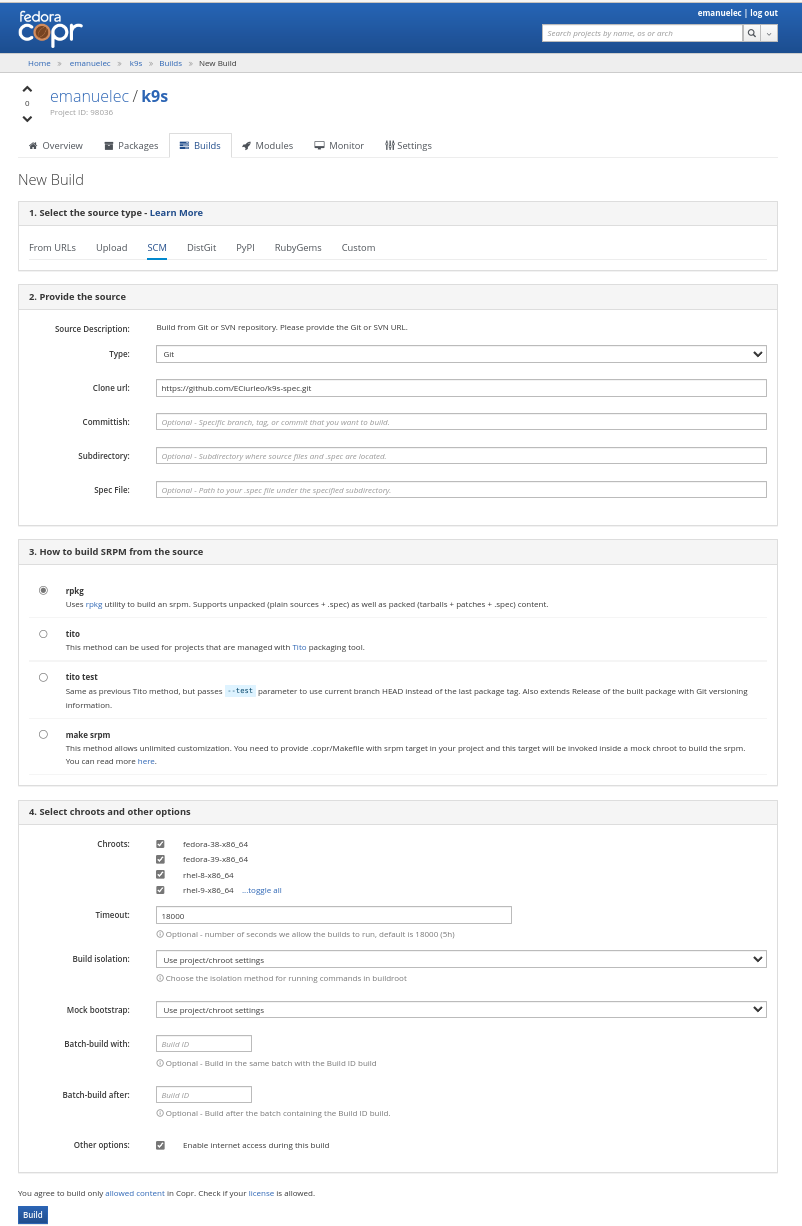 fedora
copr
emanuelec | log out
Search projects by name, os or arch
Home » emanuelec » k9s » Builds » New Build
0
emanuelec / k9s
Project ID: 98036
Overview Packages Builds Modules Monitor Settings
New Build
1. Select the source type - Learn More
From URLs Upload SCM DistGit PyPI RubyGems Custom
2. Provide the source
Source Description: Build from Git or SVN repository. Please provide the Git or SVN URL.
Type: Git
Clone url: https://github.com/ECiurleo/k9s-spec.git
Committish: Optional - Specific branch, tag, or commit that you want to build.
Subdirectory: Optional - Subdirectory where source files and .spec are located.
Spec File: Optional - Path to your .spec file under the specified subdirectory.
3. How to build SRPM from the source
rpkg
Uses rpkg utility to build an srpm. Supports unpacked (plain sources + .spec) as well as packed (tarballs + patches + .spec) content.
tito
This method can be used for projects that are managed with Tito packaging tool.
tito test
Same as previous Tito method, but passes --test parameter to use current branch HEAD instead of the last package tag. Also extends Release of the built package with Git versioning
information.
make srpm
This method allows unlimited customization. You need to provide .copr/Makefile with srpm target in your project and this target will be invoked inside a mock chroot to build the srpm.
You can read more here.
4. Select chroots and other options
Chroots: fedora-38-x86_64
fedora-39-x86_64
rhel-8-x86_64
rhel-9-x86_64 ...toggle all
Timeout: 18000
Optional - number of seconds we allow the builds to run, default is 18000 (5h)
Build isolation: Use project/chroot settings
Choose the isolation method for running commands in buildroot
Mock bootstrap: Use project/chroot settings
Batch-build with: Build ID
Optional - Build in the same batch with the Build ID build
Batch-build after: Build ID
Optional - Build after the batch containing the Build ID build.
Other options: Enable internet access during this build
You agree to build only allowed content in Copr. Check if your license is allowed.
Build